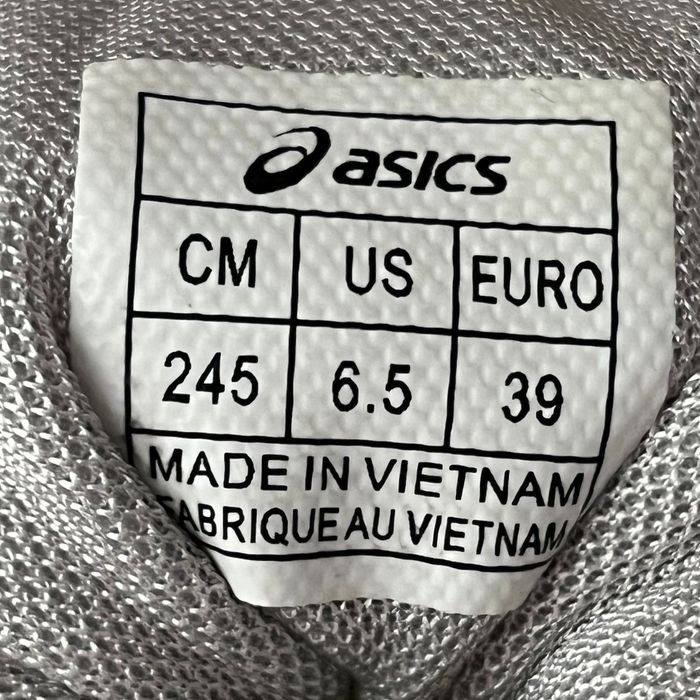 asics
CM US EURO
245 6.5 39
MADE IN VIETNAM
FABRIQUE AU VIETNAM